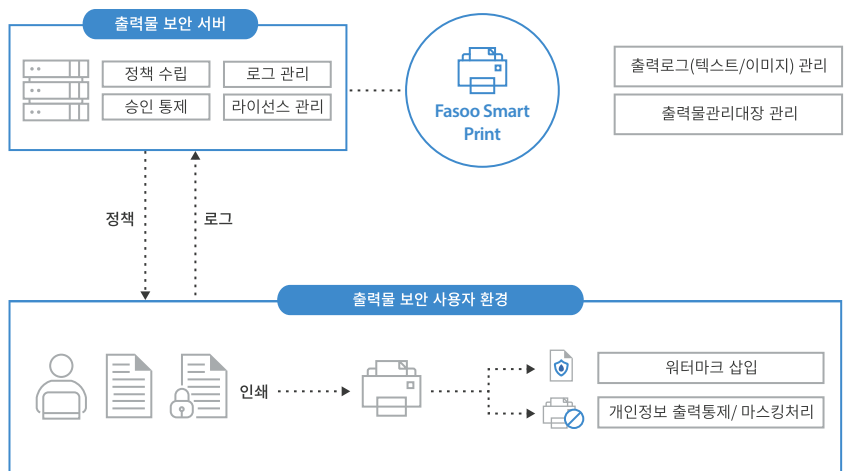 출력물 보안 서버
정책 수립
로그 관리
승인 통제
라이선스 관리
Fasoo Smart
Print
출력로그(텍스트/이미지) 관리
출력물관리대장 관리
정책
로그
출력물 보안 사용자 환경
인쇄
워터마크 삽입
개인정보 출력통제/ 마스킹처리